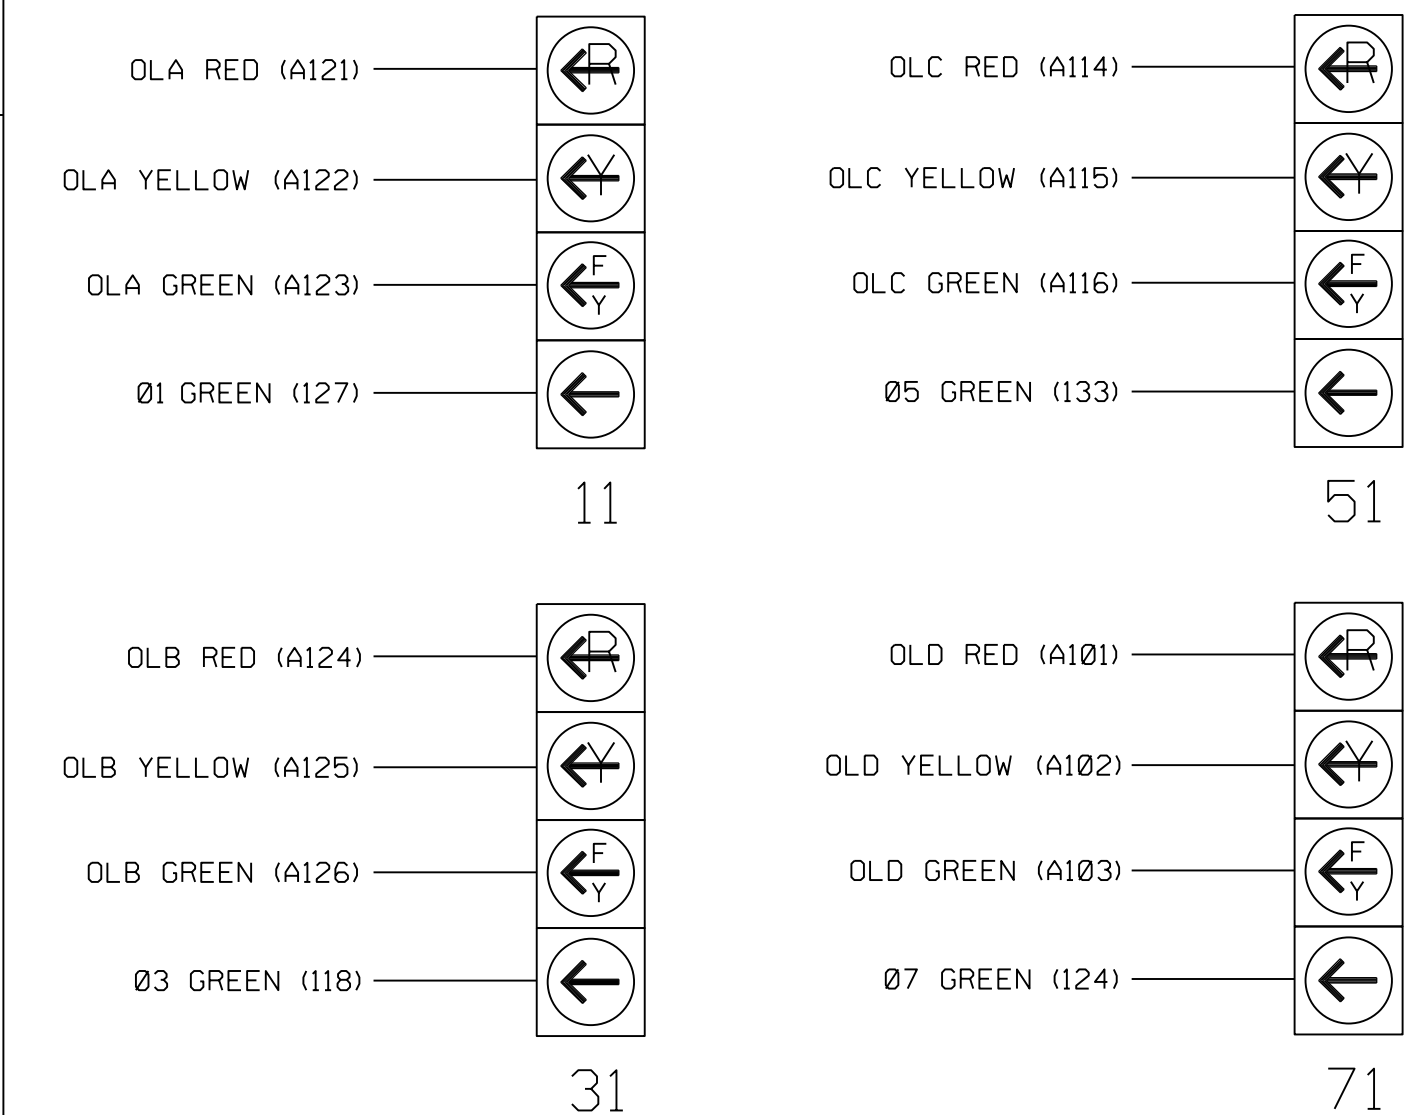 OLA RED (A121)
R
OLA YELLOW (A122)
Y
OLA GREEN (A123)
F
Y
Ø1 GREEN (127)
11
OLC RED (A114)
R
OLC YELLOW (A115)
Y
OLC GREEN (A116)
F
Y
Ø5 GREEN (133)
51
OLB RED (A124)
R
OLB YELLOW (A125)
Y
OLB GREEN (A126)
F
Y
Ø3 GREEN (118)
31
OLD RED (A1Ø1)
R
OLD YELLOW (A1Ø2)
Y
OLD GREEN (A1Ø3)
F
Y
Ø7 GREEN (124)
71